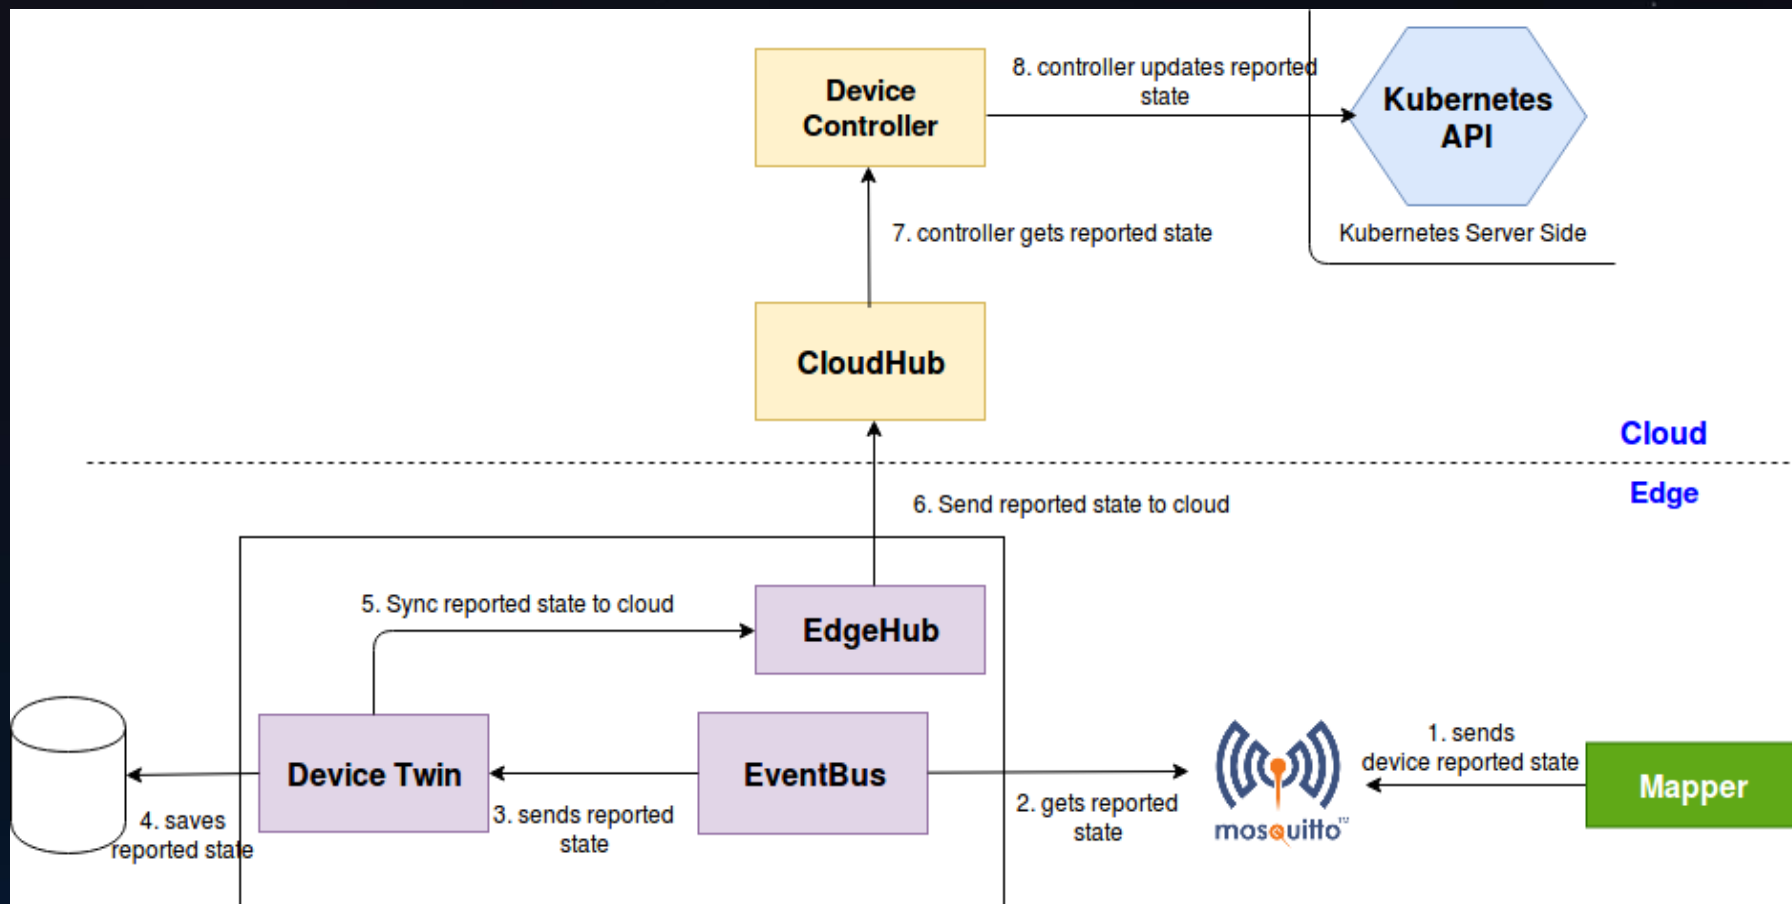 Device
Controller
8. controller updates reported
state
Kubernetes
API
7. controller gets reported state
Kubernetes Server Side
CloudHub
Cloud
Edge
6. Send reported state to cloud
5. Sync reported state to cloud
EdgeHub
Device Twin
EventBus
4. saves
reported state
3. sends reported
state
2. gets reported
state
mosquitto™
1. sends
device reported state
Mapper